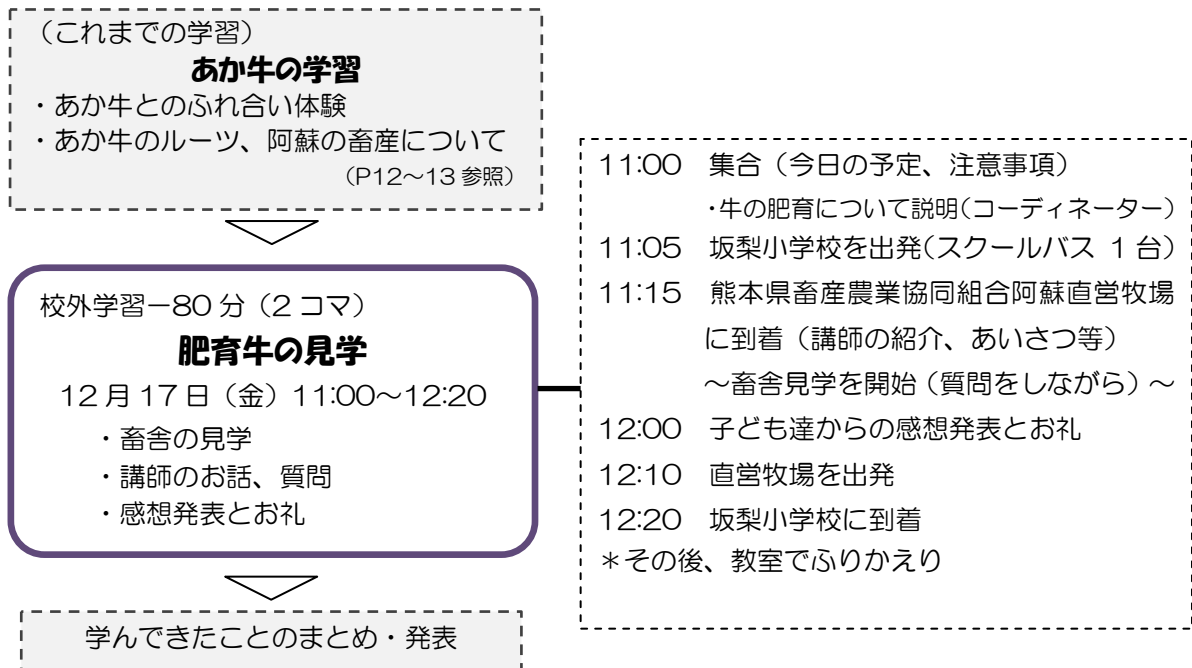 （これまでの学習）
あか牛の学習
・あか牛とのふれ合い体験
・あか牛のルーツ、阿蘇の畜産について
（P12～13 参照）
校外学習－80 分（2 コマ）
肥育牛の見学
12 月 17 日（金）11:00～12:20
・畜舎の見学
・講師のお話、質問
・感想発表とお礼
学んできたことのまとめ・発表
11:00 集合（今日の予定、注意事項）
・牛の肥育について説明（コーディネーター）
11:05 坂梨小学校を出発（スクールバス 1 台）
11:15 熊本県畜産農業協同組合阿蘇直営牧場
に到着（講師の紹介、あいさつ等）
～畜舎見学を開始（質問をしながら）～
12:00 子ども達からの感想発表とお礼
12:10 直営牧場を出発
12:20 坂梨小学校に到着
＊その後、教室でふりかえり